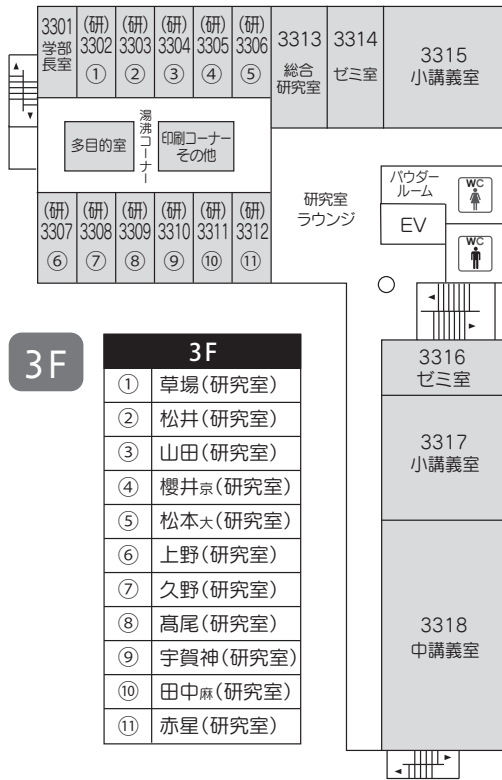 3301
学部
長室
(研)
3302
①
(研)
3303
②
(研)
3304
③
(研)
3305
④
(研)
3306
⑤
3313
総合
研究室
3314
ゼミ室
3315
小講義室
多目的室
湯沸コーナー
印刷コーナー
その他
(研)
3307
⑥
(研)
3308
⑦
(研)
3309
⑧
(研)
3310
⑨
(研)
3311
⑩
(研)
3312
⑪
研究室
ラウンジ
パウダー
ルーム
WC
EV
WC
3316
ゼミ室
3317
小講義室
3318
中講義室
3F
3F
① 草場(研究室)
② 松井(研究室)
③ 山田(研究室)
④ 櫻井京(研究室)
⑤ 松本大(研究室)
⑥ 上野(研究室)
⑦ 久野(研究室)
⑧ 髙尾(研究室)
⑨ 宇賀神(研究室)
⑩ 田中麻(研究室)
⑪ 赤星(研究室)